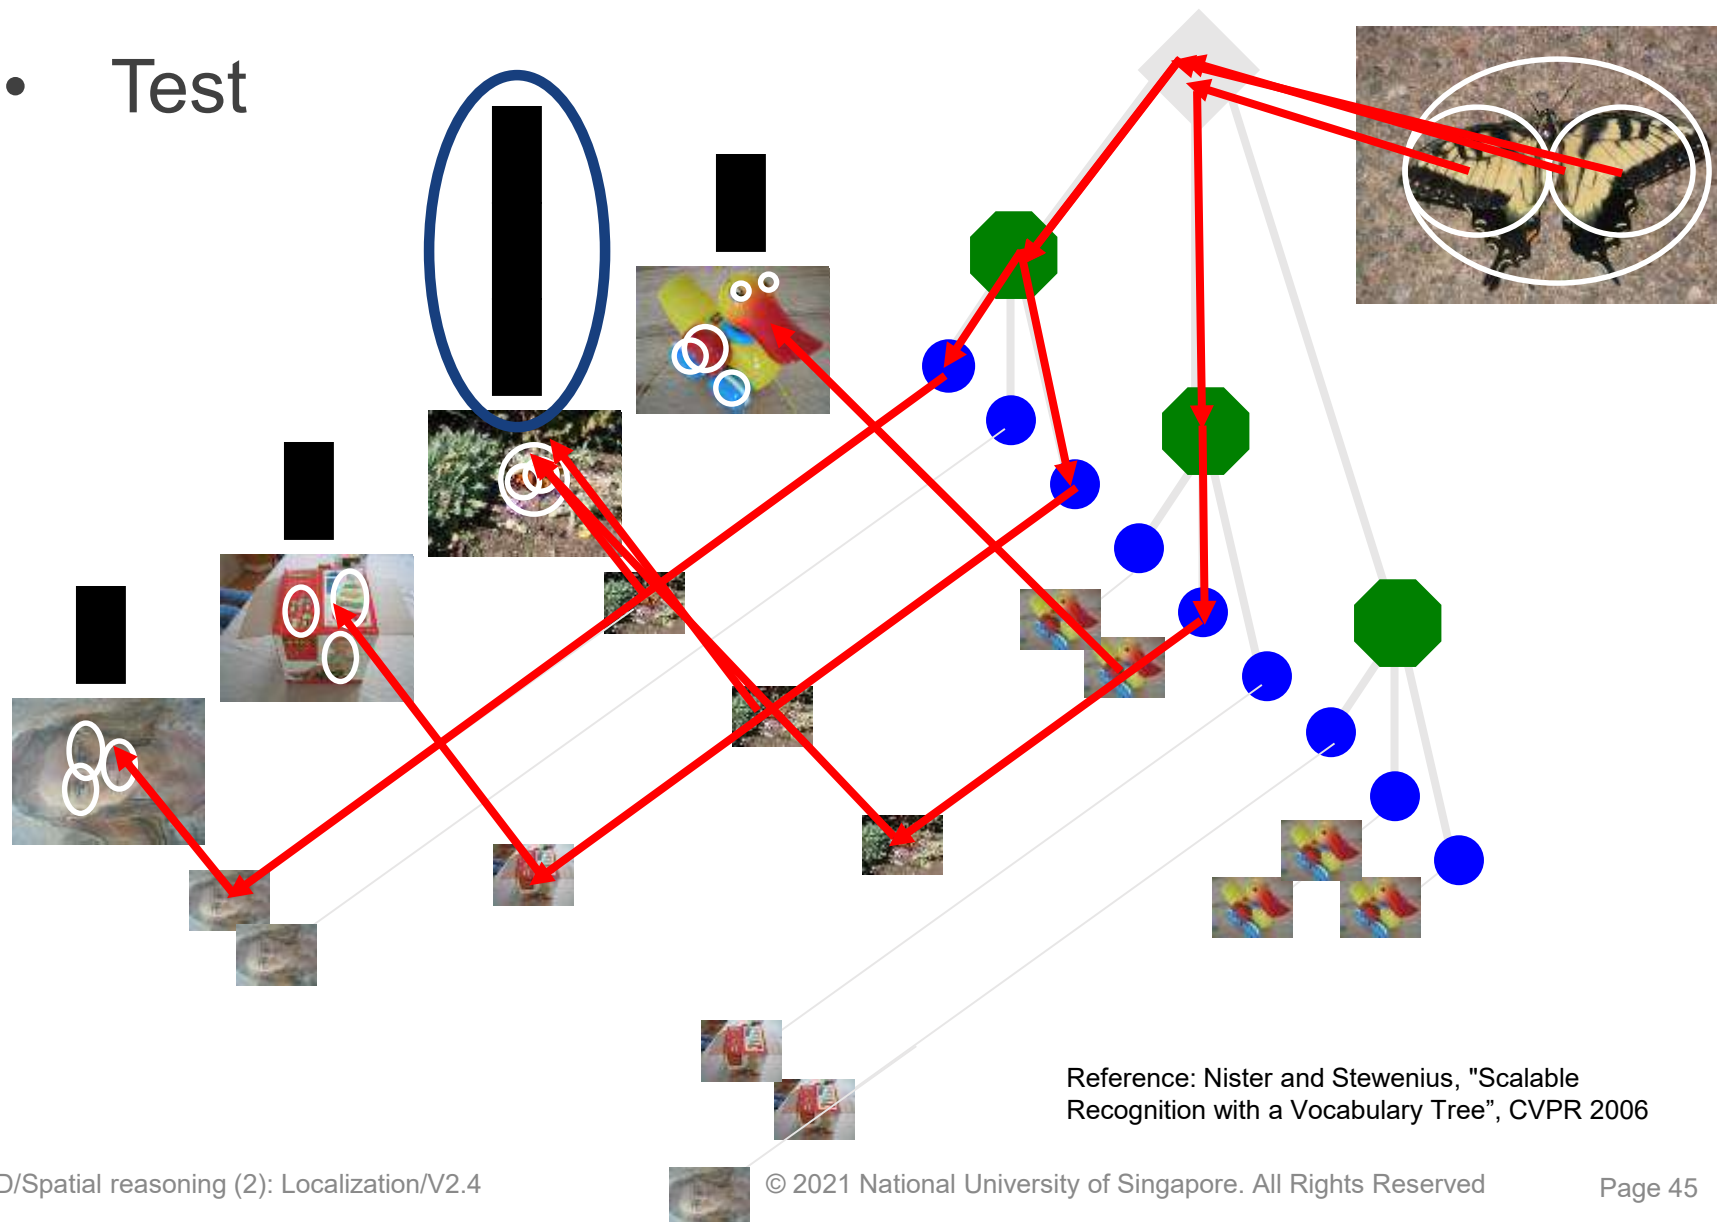 • Test
Reference: Nister and Stewenius, "Scalable
Recognition with a Vocabulary Tree”, CVPR 2006
D/Spatial reasoning (2): Localization/V2.4
© 2021 National University of Singapore. All Rights Reserved
Page 45